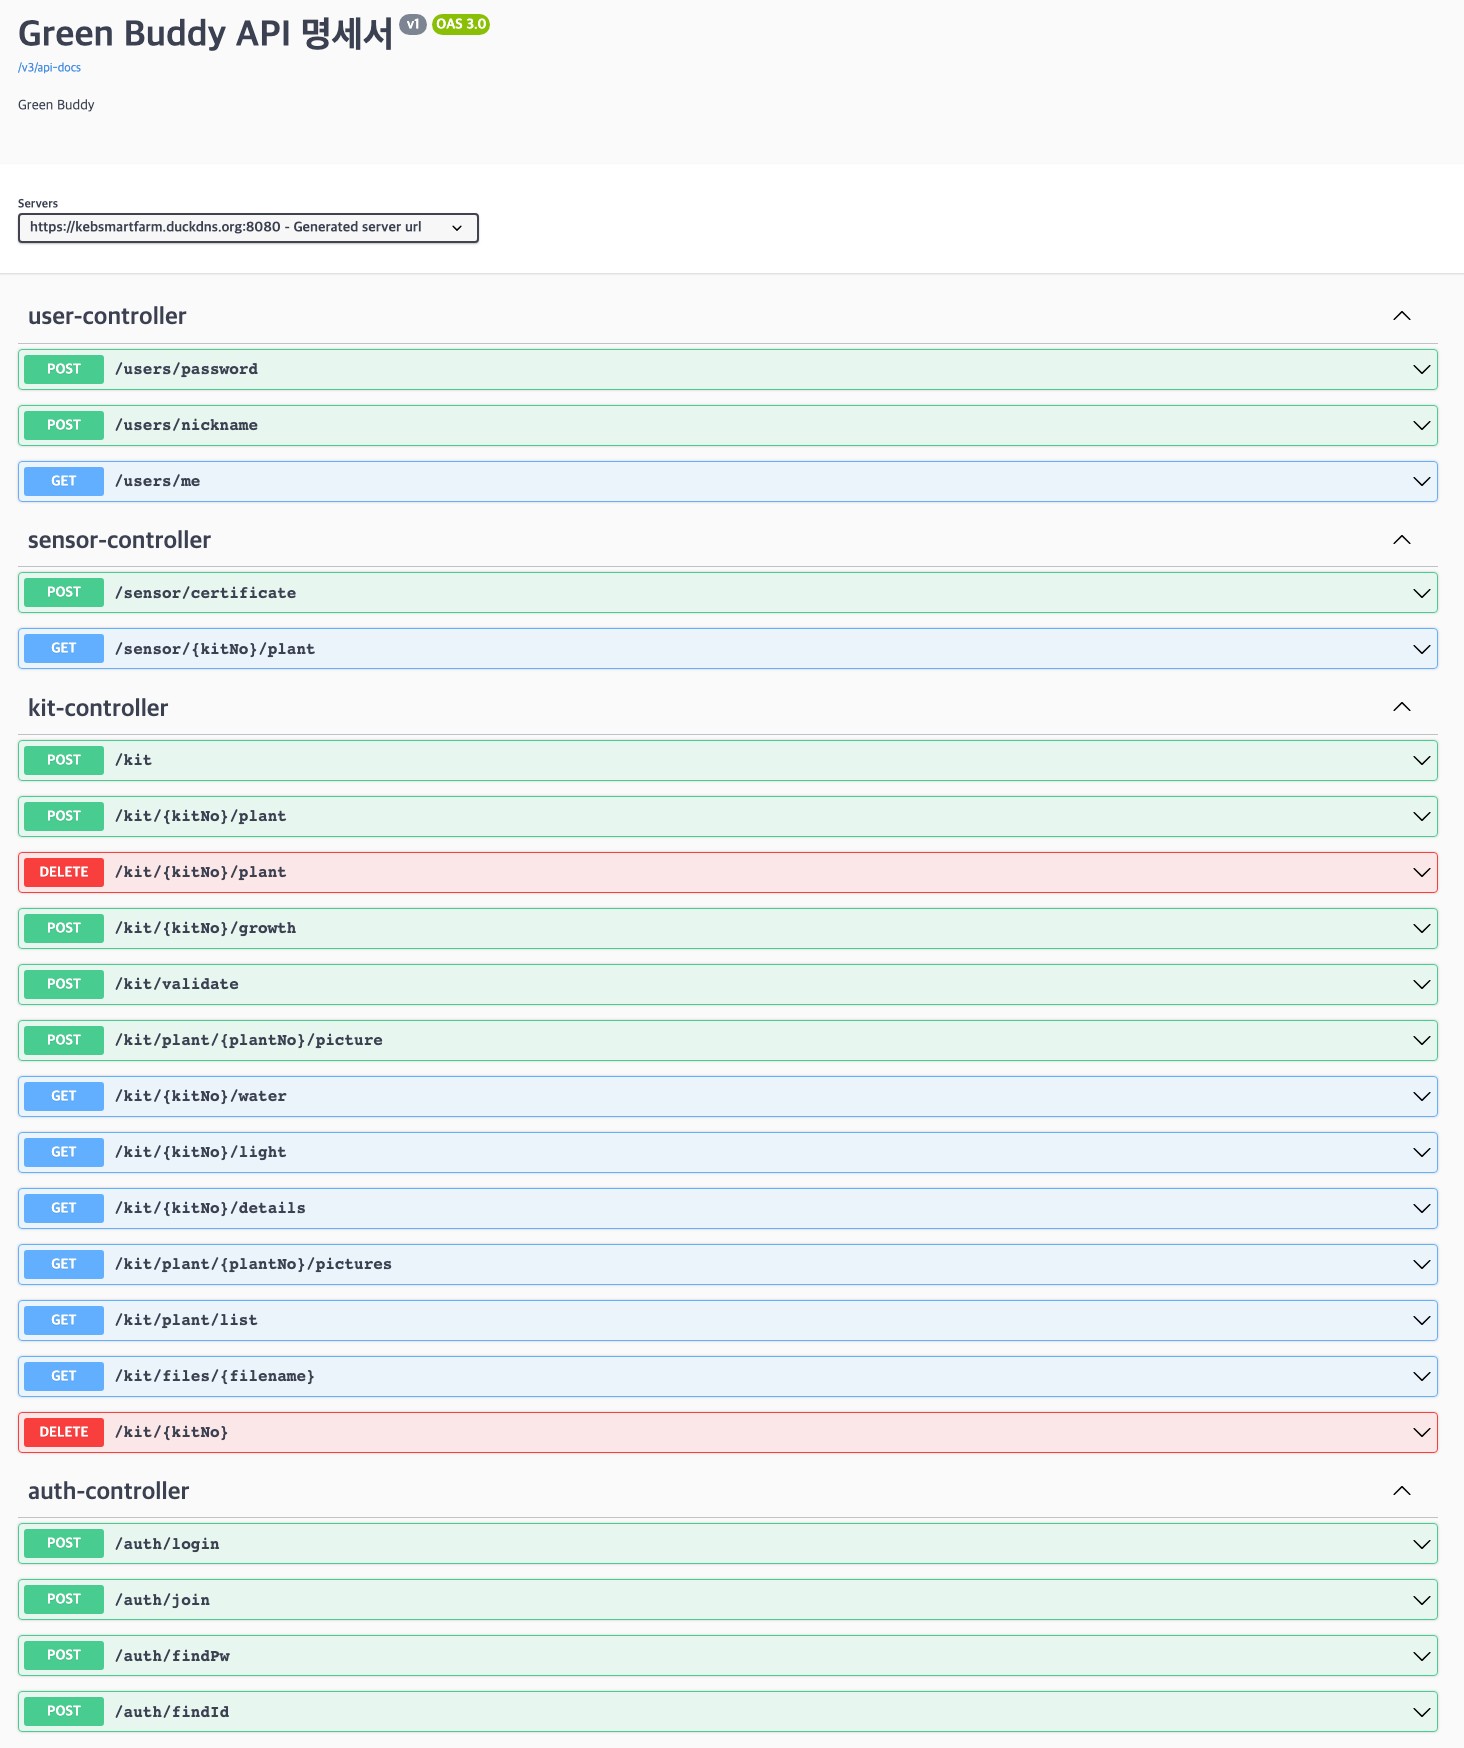 Green Buddy API 명세서 v1 OAS 3.0
/v3/api-docs
Green Buddy
Servers
https://kebsmartfarm.duckdns.org:8080 - Generated server url
user-controller
POST /users/password
POST /users/nickname
GET /users/me
sensor-controller
POST /sensor/certificate
GET /sensor/{kitNo}/plant
kit-controller
POST /kit
POST /kit/{kitNo}/plant
DELETE /kit/{kitNo}/plant
POST /kit/{kitNo}/growth
POST /kit/validate
POST /kit/plant/{plantNo}/picture
GET /kit/{kitNo}/water
GET /kit/{kitNo}/light
GET /kit/{kitNo}/details
GET /kit/plant/{plantNo}/pictures
GET /kit/plant/list
GET /kit/files/{filename}
DELETE /kit/{kitNo}
auth-controller
POST /auth/login
POST /auth/join
POST /auth/findPw
POST /auth/findId